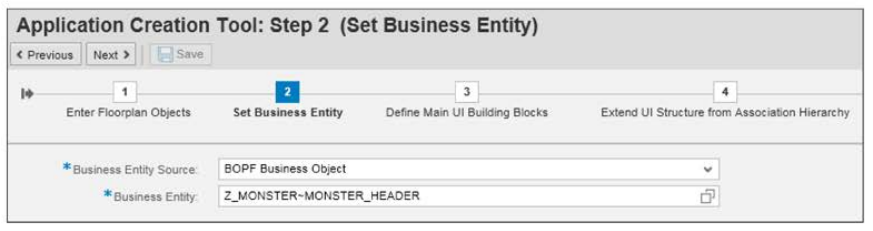 Application Creation Tool: Step 2 (Set Business Entity)
< Previous Next > Save
1 2 3 4
Enter Floorplan Objects Set Business Entity Define Main UI Building Blocks Extend UI Structure from Association Hierarchy
*Business Entity Source: BOPF Business Object
*Business Entity: Z_MONSTER~MONSTER_HEADER